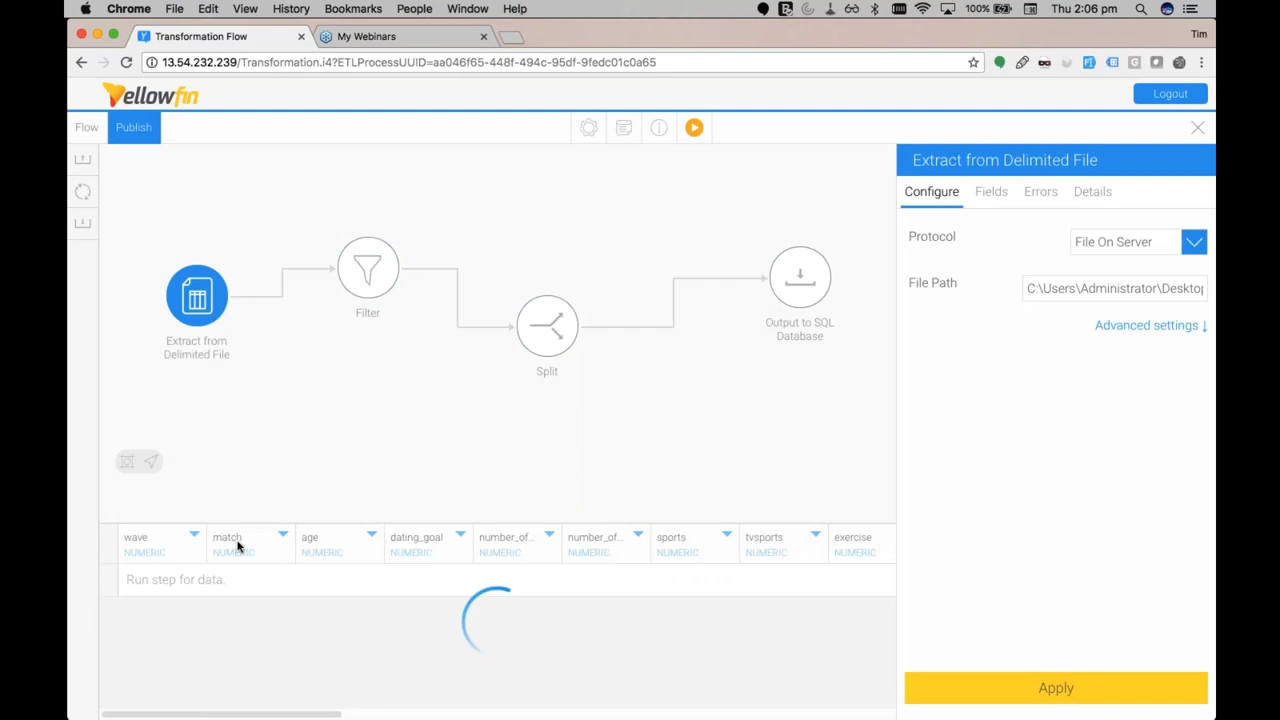 Chrome File Edit View History Bookmarks People Window Help 100% Thu 2:06 pm
Transformation Flow My Webinars Tim
13.54.232.239/Transformation.i4?ETLProcessUUID=aa046f65-448f-494c-95df-9fedc01c0a65
Yellowfin Logout
Flow Publish
Extract from Delimited File
Configure Fields Errors Details
Protocol File On Server
File Path C:\Users\Administrator\Desktop
Advanced settings ↓
Filter
Extract from
Delimited File
Output to SQL
Database
Split
wave match age dating_goal number_of... number_of... sports tvsports exercise
NUMERIC NUMERIC NUMERIC NUMERIC NUMERIC NUMERIC NUMERIC NUMERIC NUMERIC
Run step for data.
Apply